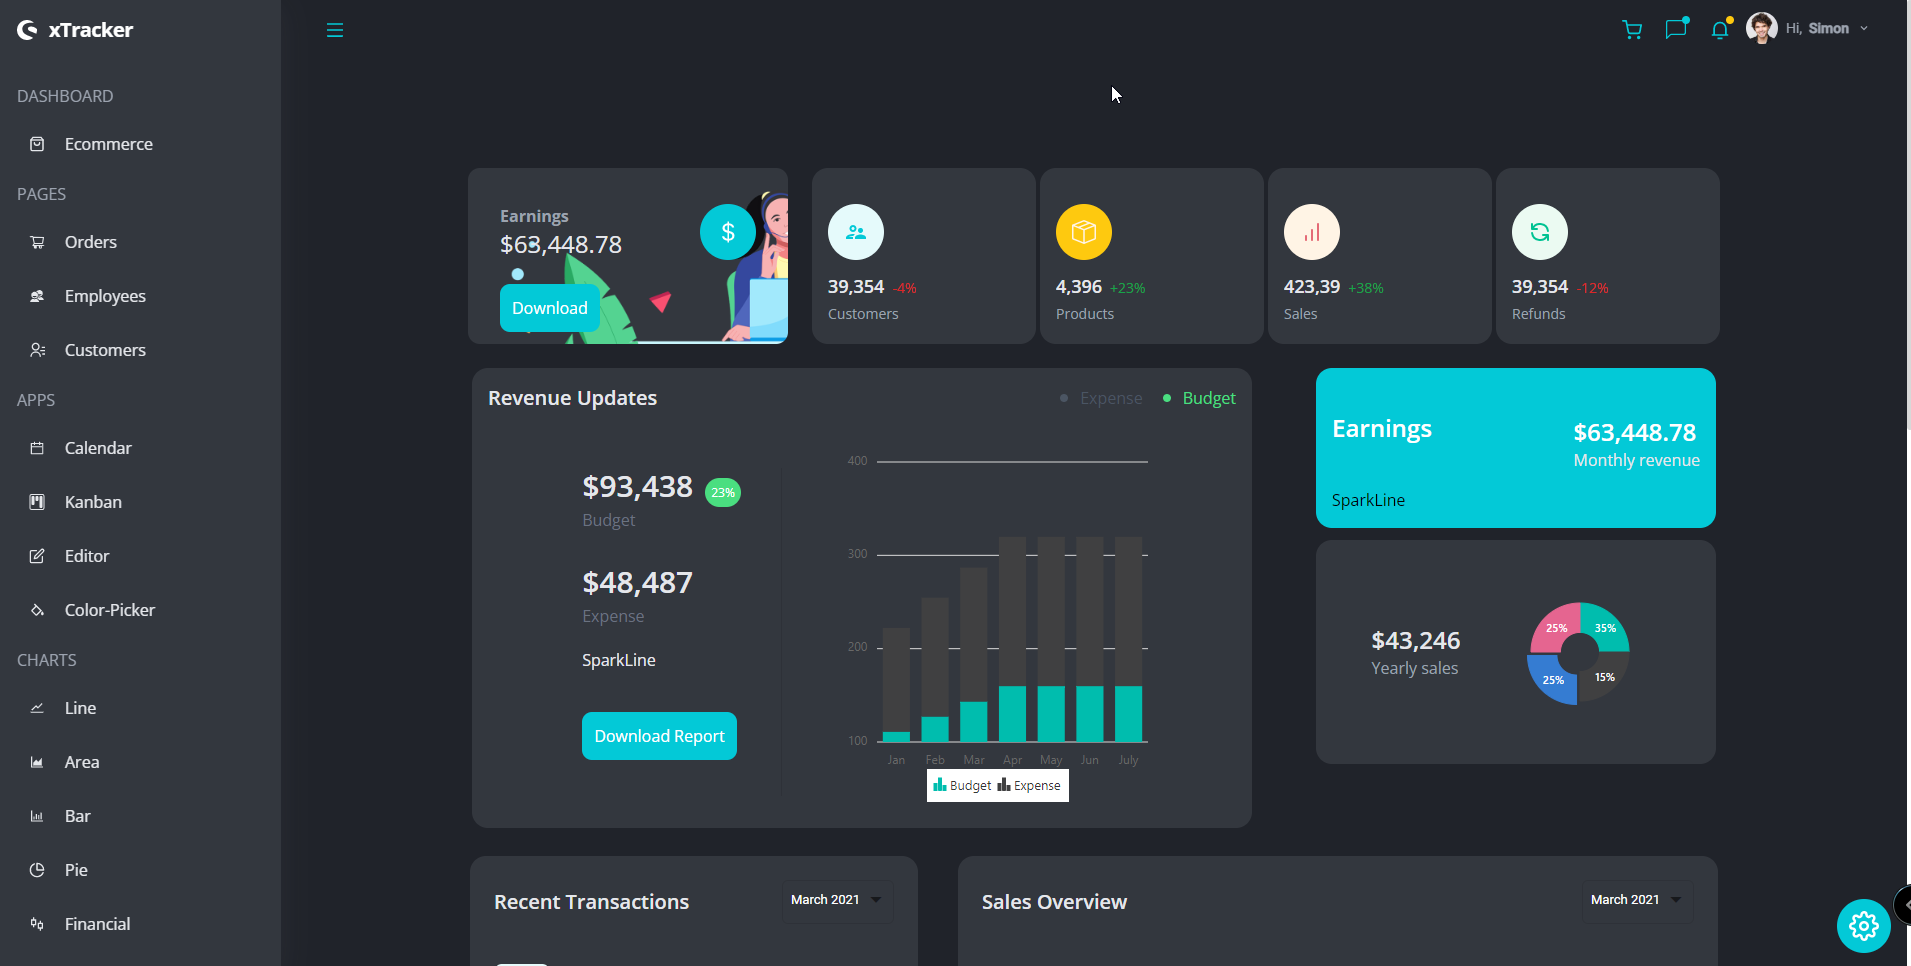 xTracker
Hi, Simon
DASHBOARD
Ecommerce
PAGES
Orders
Employees
Customers
APPS
Calendar
Kanban
Editor
Color-Picker
CHARTS
Line
Area
Bar
Pie
Financial
Earnings
$63,448.78
$
Download
39,354 -4%
Customers
4,396 +23%
Products
423,39 +38%
Sales
39,354 -12%
Refunds
Revenue Updates
Expense
Budget
$93,438 23%
Budget
$48,487
Expense
SparkLine
Download Report
400
300
200
100
Jan Feb Mar Apr May Jun July
Budget Expense
Earnings
$63,448.78
Monthly revenue
SparkLine
$43,246
Yearly sales
25% 35%
25% 15%
Recent Transactions
March 2021
Sales Overview
March 2021